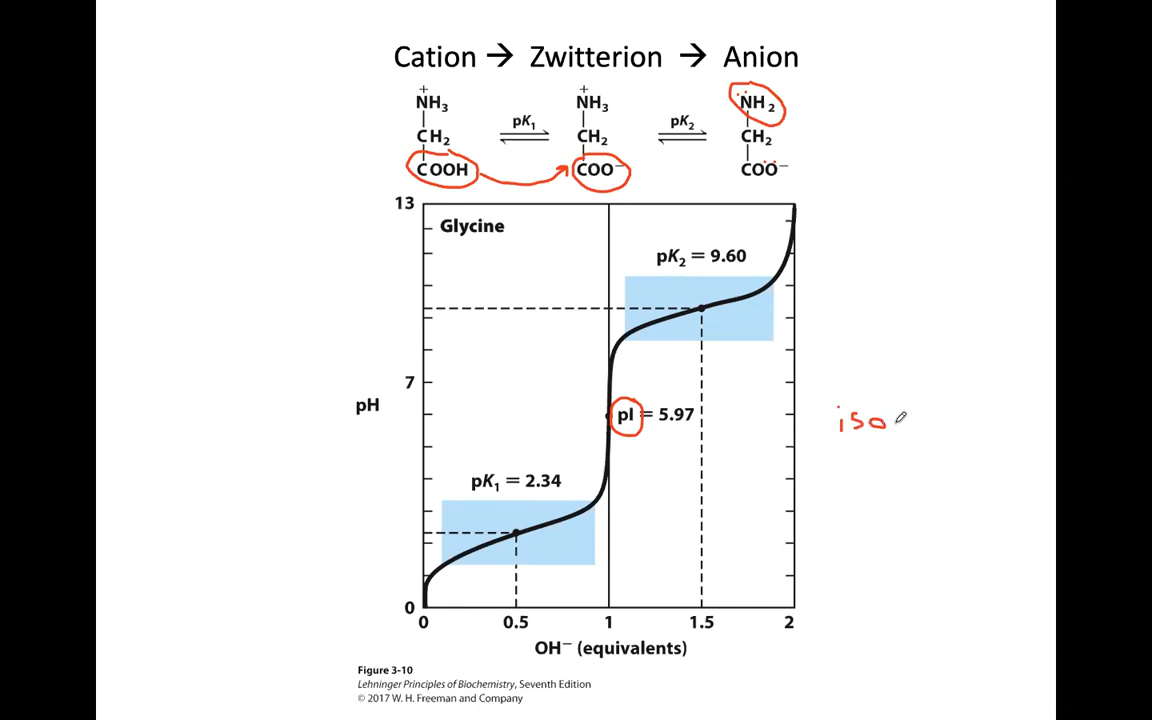 Cation → Zwitterion → Anion
+
NH₃
CH₂
COOH
pK₁
+
NH₃
CH₂
COO⁻
pK₂
NH₂
CH₂
COO⁻
13
Glycine
pK₂ = 9.60
7
pH
pI = 5.97
iso
pK₁ = 2.34
0
0 0.5 1 1.5 2
OH⁻ (equivalents)
Figure 3-10
Lehninger Principles of Biochemistry, Seventh Edition
© 2017 W. H. Freeman and Company